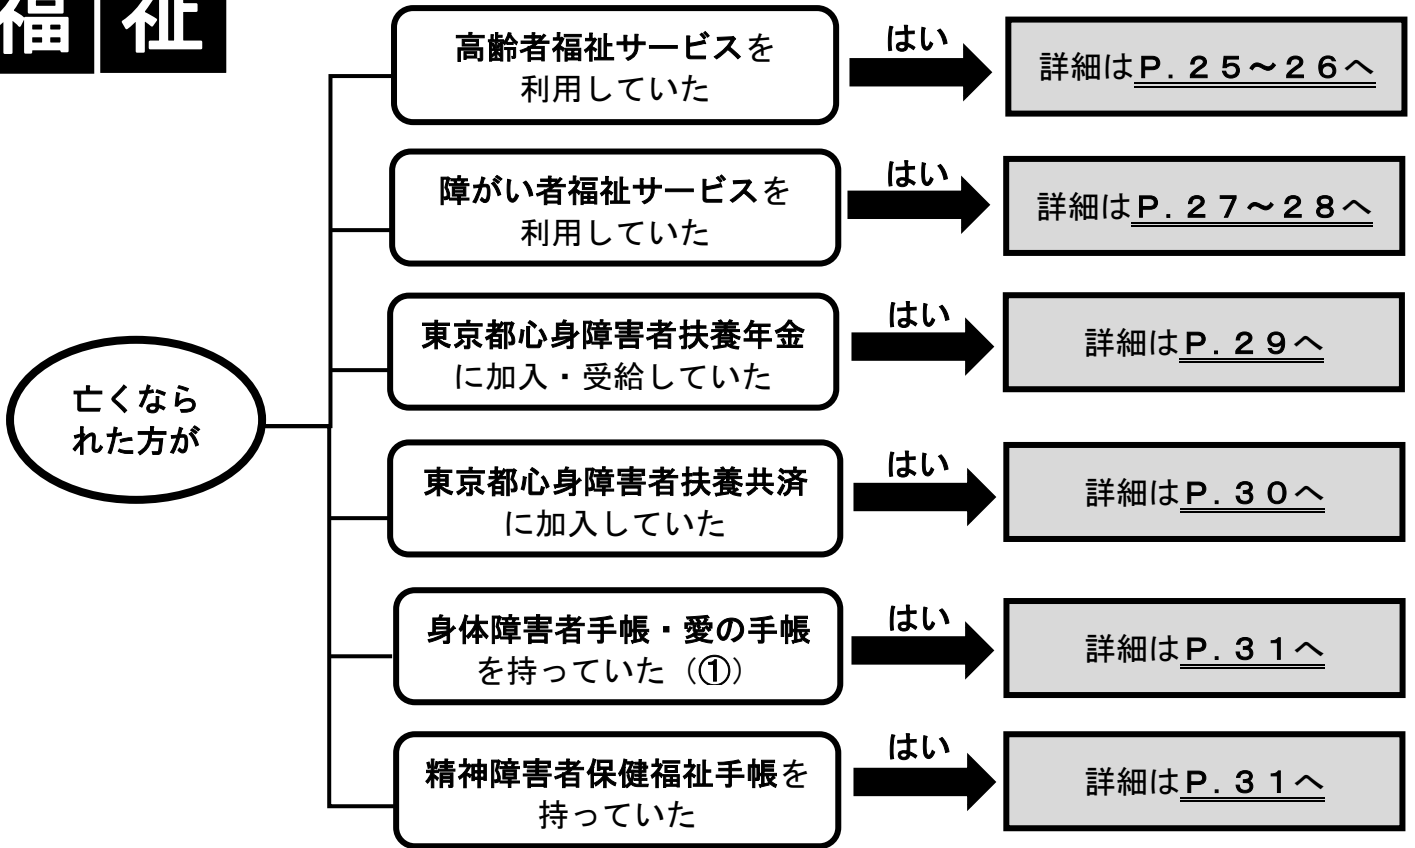 福祉
高齢者福祉サービスを
利用していた
はい
詳細はＰ．２５～２６へ
障がい者福祉サービスを
利用していた
はい
詳細はＰ．２７～２８へ
東京都心身障害者扶養年金
に加入・受給していた
はい
詳細はＰ．２９へ
亡くなら
れた方が
東京都心身障害者扶養共済
に加入していた
はい
詳細はＰ．３０へ
身体障害者手帳・愛の手帳
を持っていた（①）
はい
詳細はＰ．３１へ
精神障害者保健福祉手帳を
持っていた
はい
詳細はＰ．３１へ